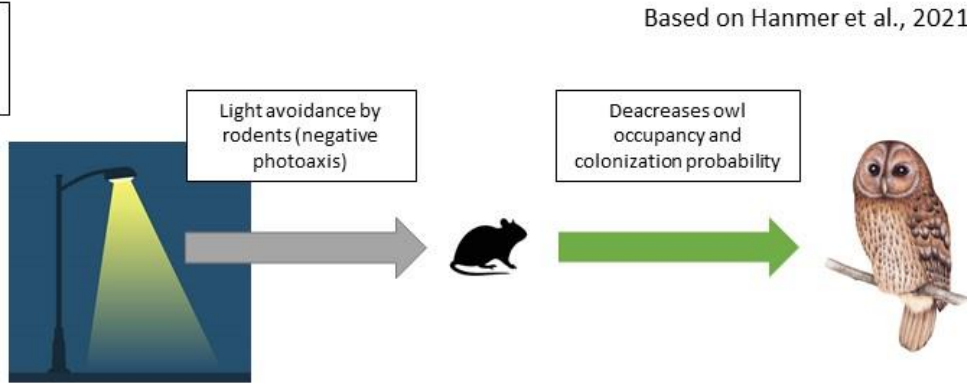 Based on Hanmer et al., 2021
Light avoidance by
rodents (negative
photoaxis)
Deacreases owl
occupancy and
colonization probability